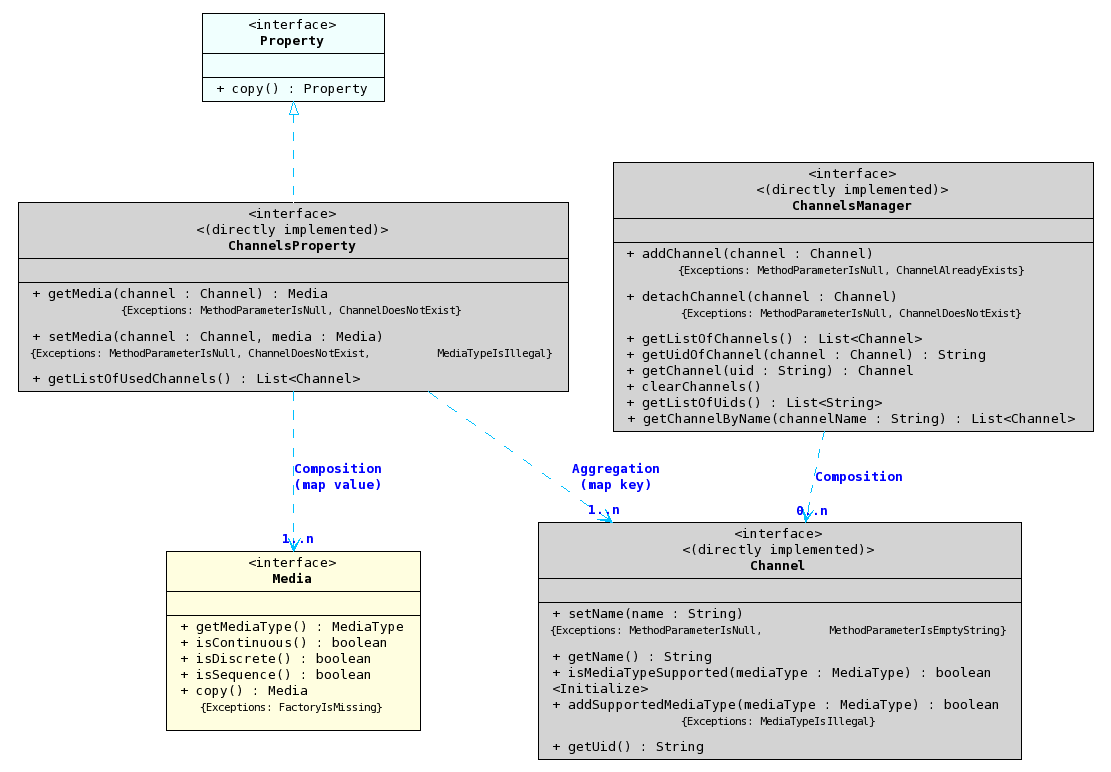 <interface>
Property
+ copy() : Property
<interface>
<(directly implemented)>
ChannelsProperty
+ getMedia(channel : Channel) : Media
{Exceptions: MethodParameterIsNull, ChannelDoesNotExist}
+ setMedia(channel : Channel, media : Media)
{Exceptions: MethodParameterIsNull, ChannelDoesNotExist, MediaTypeIsIllegal}
+ getListOfUsedChannels() : List<Channel>
<interface>
<(directly implemented)>
ChannelsManager
+ addChannel(channel : Channel)
{Exceptions: MethodParameterIsNull, ChannelAlreadyExists}
+ detachChannel(channel : Channel)
{Exceptions: MethodParameterIsNull, ChannelDoesNotExist}
+ getListOfChannels() : List<Channel>
+ getUidOfChannel(channel : Channel) : String
+ getChannel(uid : String) : Channel
+ clearChannels()
+ getListOfUids() : List<String>
+ getChannelByName(channelName : String) : List<Channel>
Composition
(map value)
1..n
Aggregation
(map key)
1..n
Composition
0..n
<interface>
Media
+ getMediaType() : MediaType
+ isContinuous() : boolean
+ isDiscrete() : boolean
+ isSequence() : boolean
+ copy() : Media
{Exceptions: FactoryIsMissing}
<interface>
<(directly implemented)>
Channel
+ setName(name : String)
{Exceptions: MethodParameterIsNull, MethodParameterIsEmptyString}
+ getName() : String
+ isMediaTypeSupported(mediaType : MediaType) : boolean
<Initialize>
+ addSupportedMediaType(mediaType : MediaType) : boolean
{Exceptions: MediaTypeIsIllegal}
+ getUid() : String